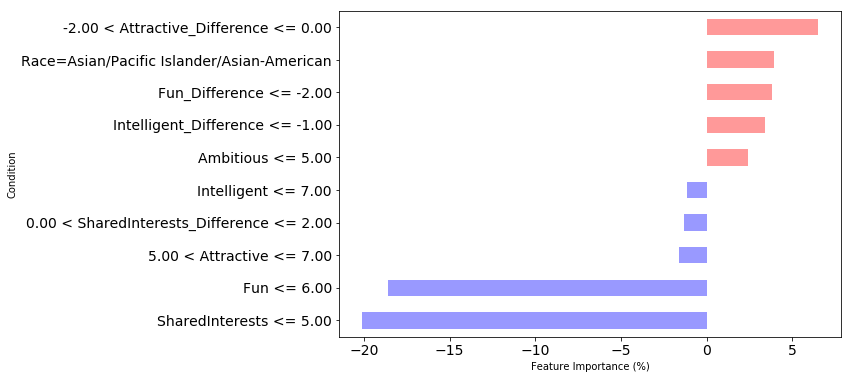 -2.00 < Attractive_Difference <= 0.00
Race=Asian/Pacific Islander/Asian-American
Fun_Difference <= -2.00
Intelligent_Difference <= -1.00
Ambitious <= 5.00
Intelligent <= 7.00
0.00 < SharedInterests_Difference <= 2.00
5.00 < Attractive <= 7.00
Fun <= 6.00
SharedInterests <= 5.00
Condition
−20 −15 −10 −5 0 5
Feature Importance (%)